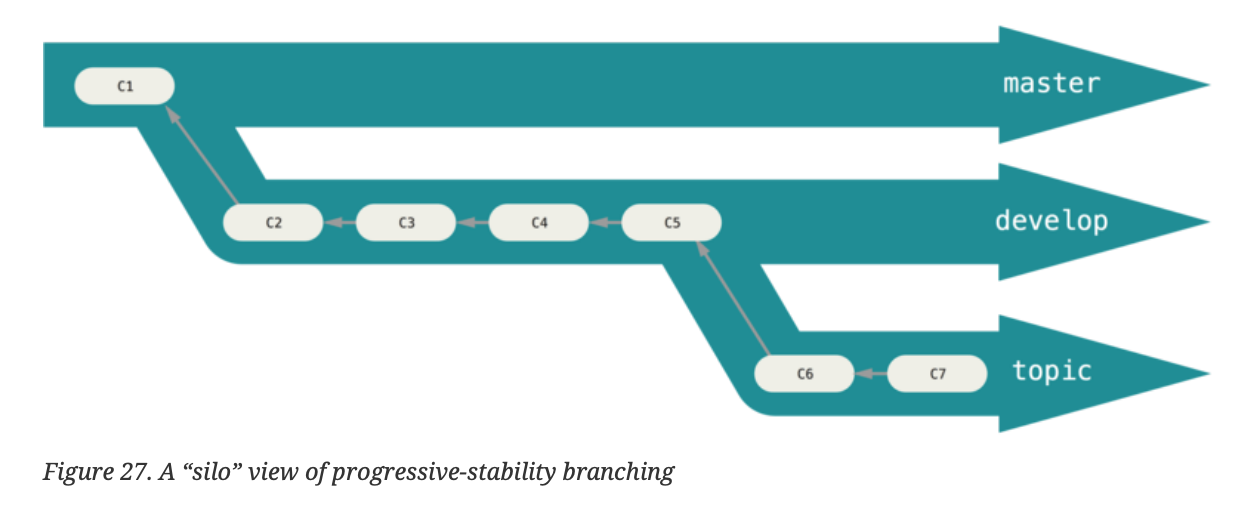 C1
master
C2
C3
C4
C5
develop
C6
C7
topic
Figure 27. A “silo” view of progressive-stability branching